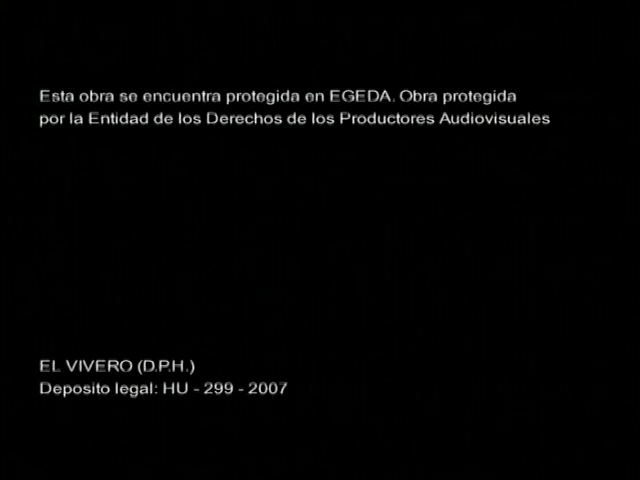 Esta obra se encuentra protegida en EGEDA. Obra protegida
por la Entidad de los Derechos de los Productores Audiovisuales
EL VIVERO (D.P.H.)
Deposito legal: HU - 299 - 2007